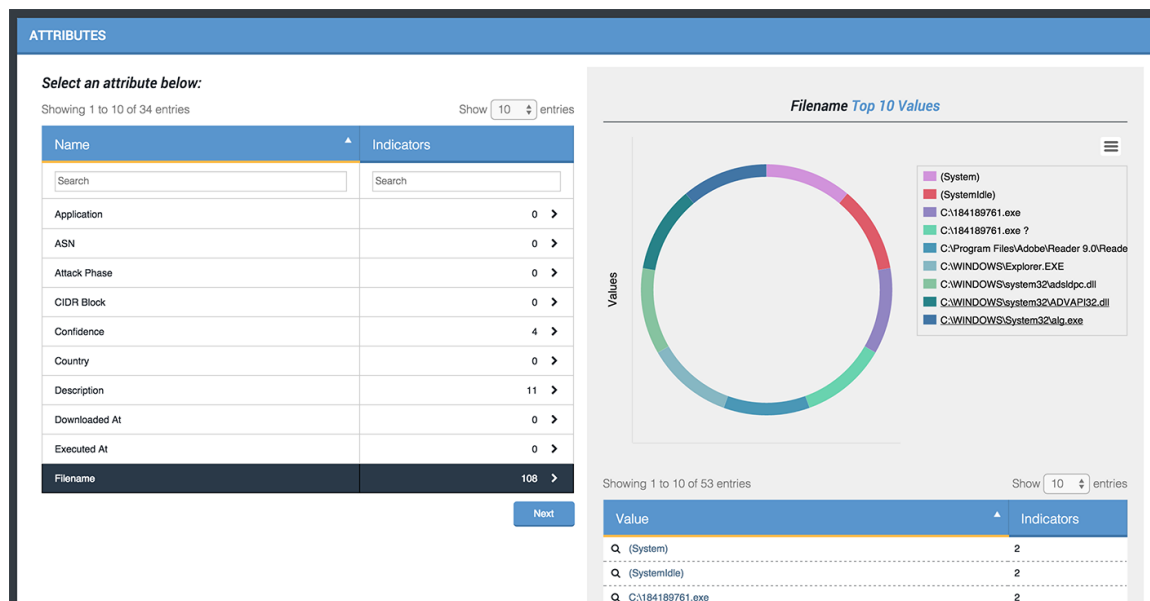 ATTRIBUTES
Select an attribute below:
Showing 1 to 10 of 34 entries
Show 10 entries
Name Indicators
Search Search
Application 0
ASN 0
Attack Phase 0
CIDR Block 0
Confidence 4
Country 0
Description 11
Downloaded At 0
Executed At 0
Filename 108
Next
Filename Top 10 Values
Values
(System)
(SystemIdle)
C:\184189761.exe
C:\184189761.exe ?
C:\Program Files\Adobe\Reader 9.0\Reade
C:\WINDOWS\Explorer.EXE
C:\WINDOWS\system32\adsldpc.dll
C:\WINDOWS\system32\ADVAPI32.dll
C:\WINDOWS\System32\alg.exe
Showing 1 to 10 of 53 entries
Show 10 entries
Value Indicators
(System) 2
(SystemIdle) 2
C:\184189761.exe 2